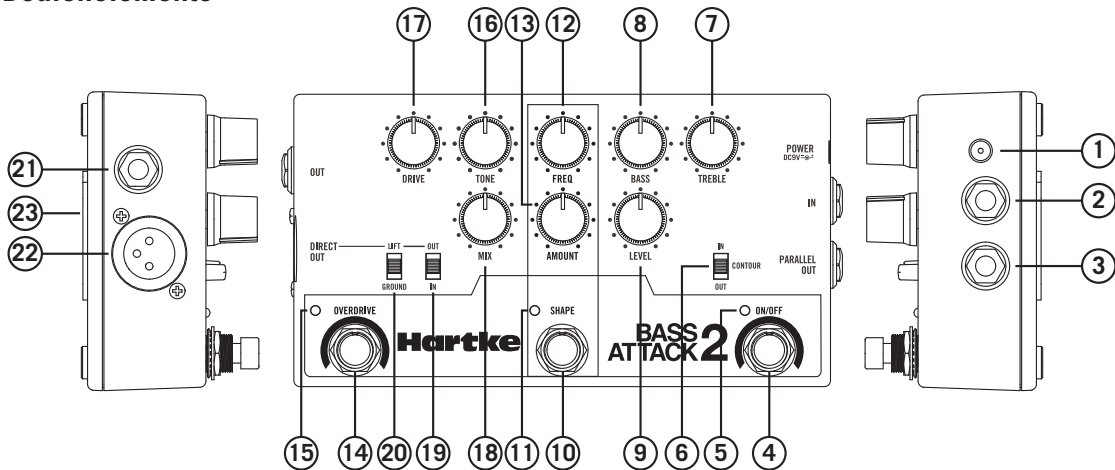 17 16 13 12 8 7
DRIVE TONE FREQ BASS TREBLE
POWER
OUT
IN
MIX AMOUNT LEVEL
DIRECT
OUT
LIFT OUT
GROUND IN
IN
CONTOUR
OUT
PARALLEL
OUT
OVERDRIVE SHAPE ON/OFF
Hartke
BASS
ATTACK 2
21
23
22
1
2
3
15 14 20 19 18 11 10 9 6 5 4